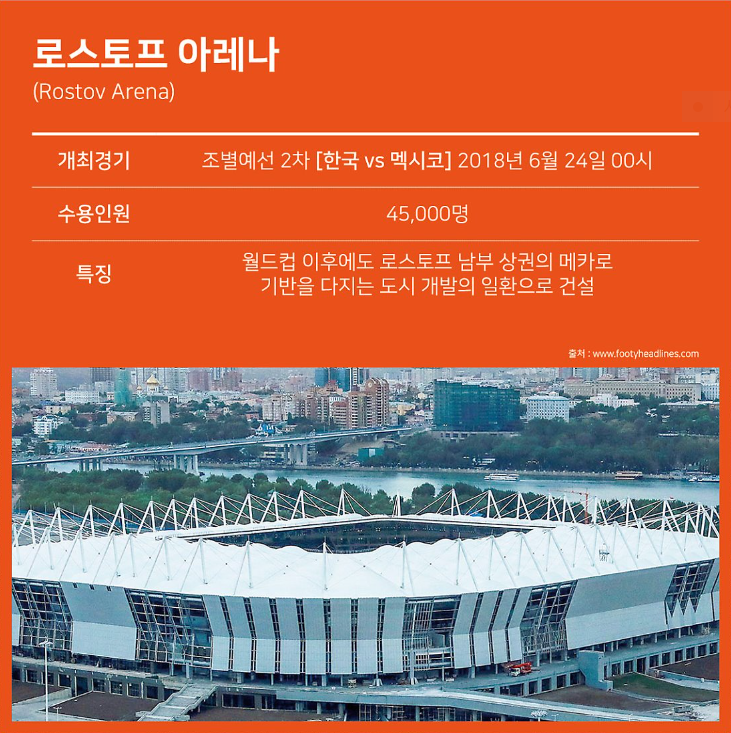 로스토프 아레나
(Rostov Arena)
개최경기 조별예선 2차 [한국 vs 멕시코] 2018년 6월 24일 00시
수용인원 45,000명
특징 월드컵 이후에도 로스토프 남부 상권의 메카로
기반을 다지는 도시 개발의 일환으로 건설
출처 : www.footyheadlines.com